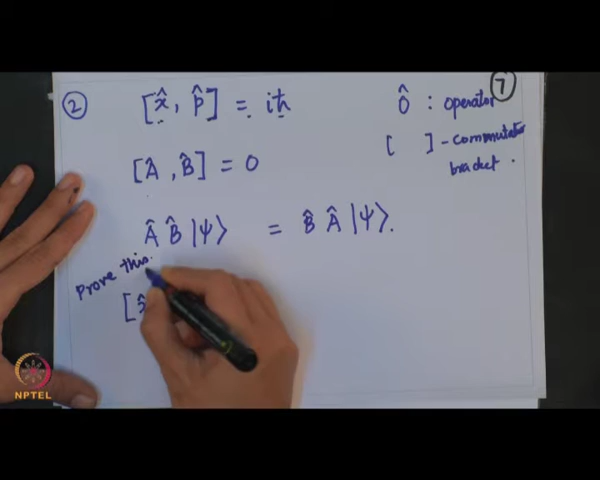 ② [x̂, p̂] = iħ
[Â, B̂] = 0
Â B̂ |ψ⟩ = B̂ Â |ψ⟩.
Prove this.
[
7
Ô : operator
[ ] - commutator
bracket.
NPTEL